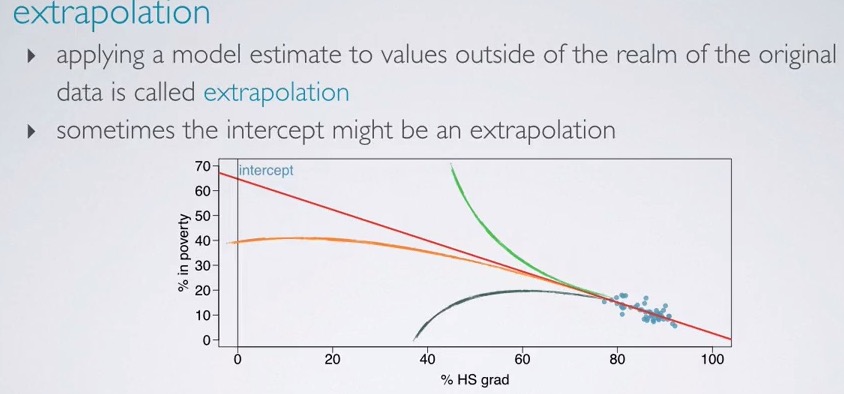 extrapolation
‣ applying a model estimate to values outside of the realm of the original
data is called extrapolation
‣ sometimes the intercept might be an extrapolation
intercept
70
60
50
40
30
20
10
0
% in poverty
0 20 40 60 80 100
% HS grad